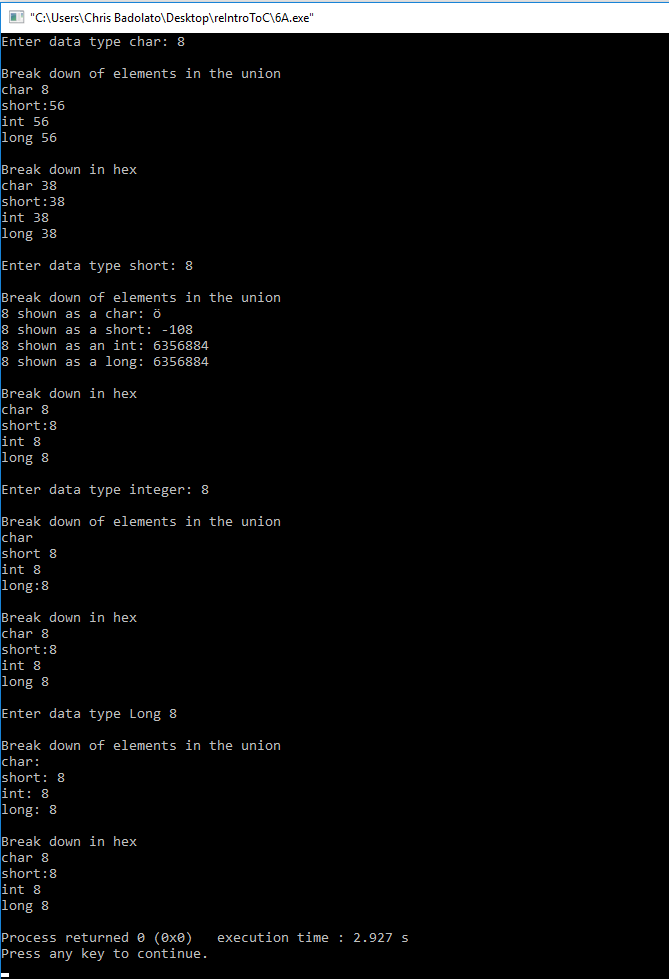 "C:\Users\Chris Badolato\Desktop\reIntroToC\6A.exe"
Enter data type char: 8
Break down of elements in the union
char 8
short:56
int 56
long 56
Break down in hex
char 38
short:38
int 38
long 38
Enter data type short: 8
Break down of elements in the union
8 shown as a char: ö
8 shown as a short: -108
8 shown as an int: 6356884
8 shown as a long: 6356884
Break down in hex
char 8
short:8
int 8
long 8
Enter data type integer: 8
Break down of elements in the union
char
short 8
int 8
long:8
Break down in hex
char 8
short:8
int 8
long 8
Enter data type Long 8
Break down of elements in the union
char:
short: 8
int: 8
long: 8
Break down in hex
char 8
short:8
int 8
long 8
Process returned 0 (0x0)   execution time : 2.927 s
Press any key to continue.